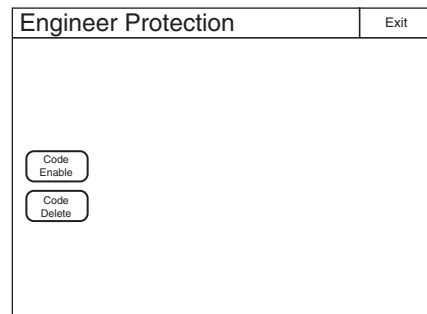 Engineer Protection
Exit
Code
Enable
Code
Delete